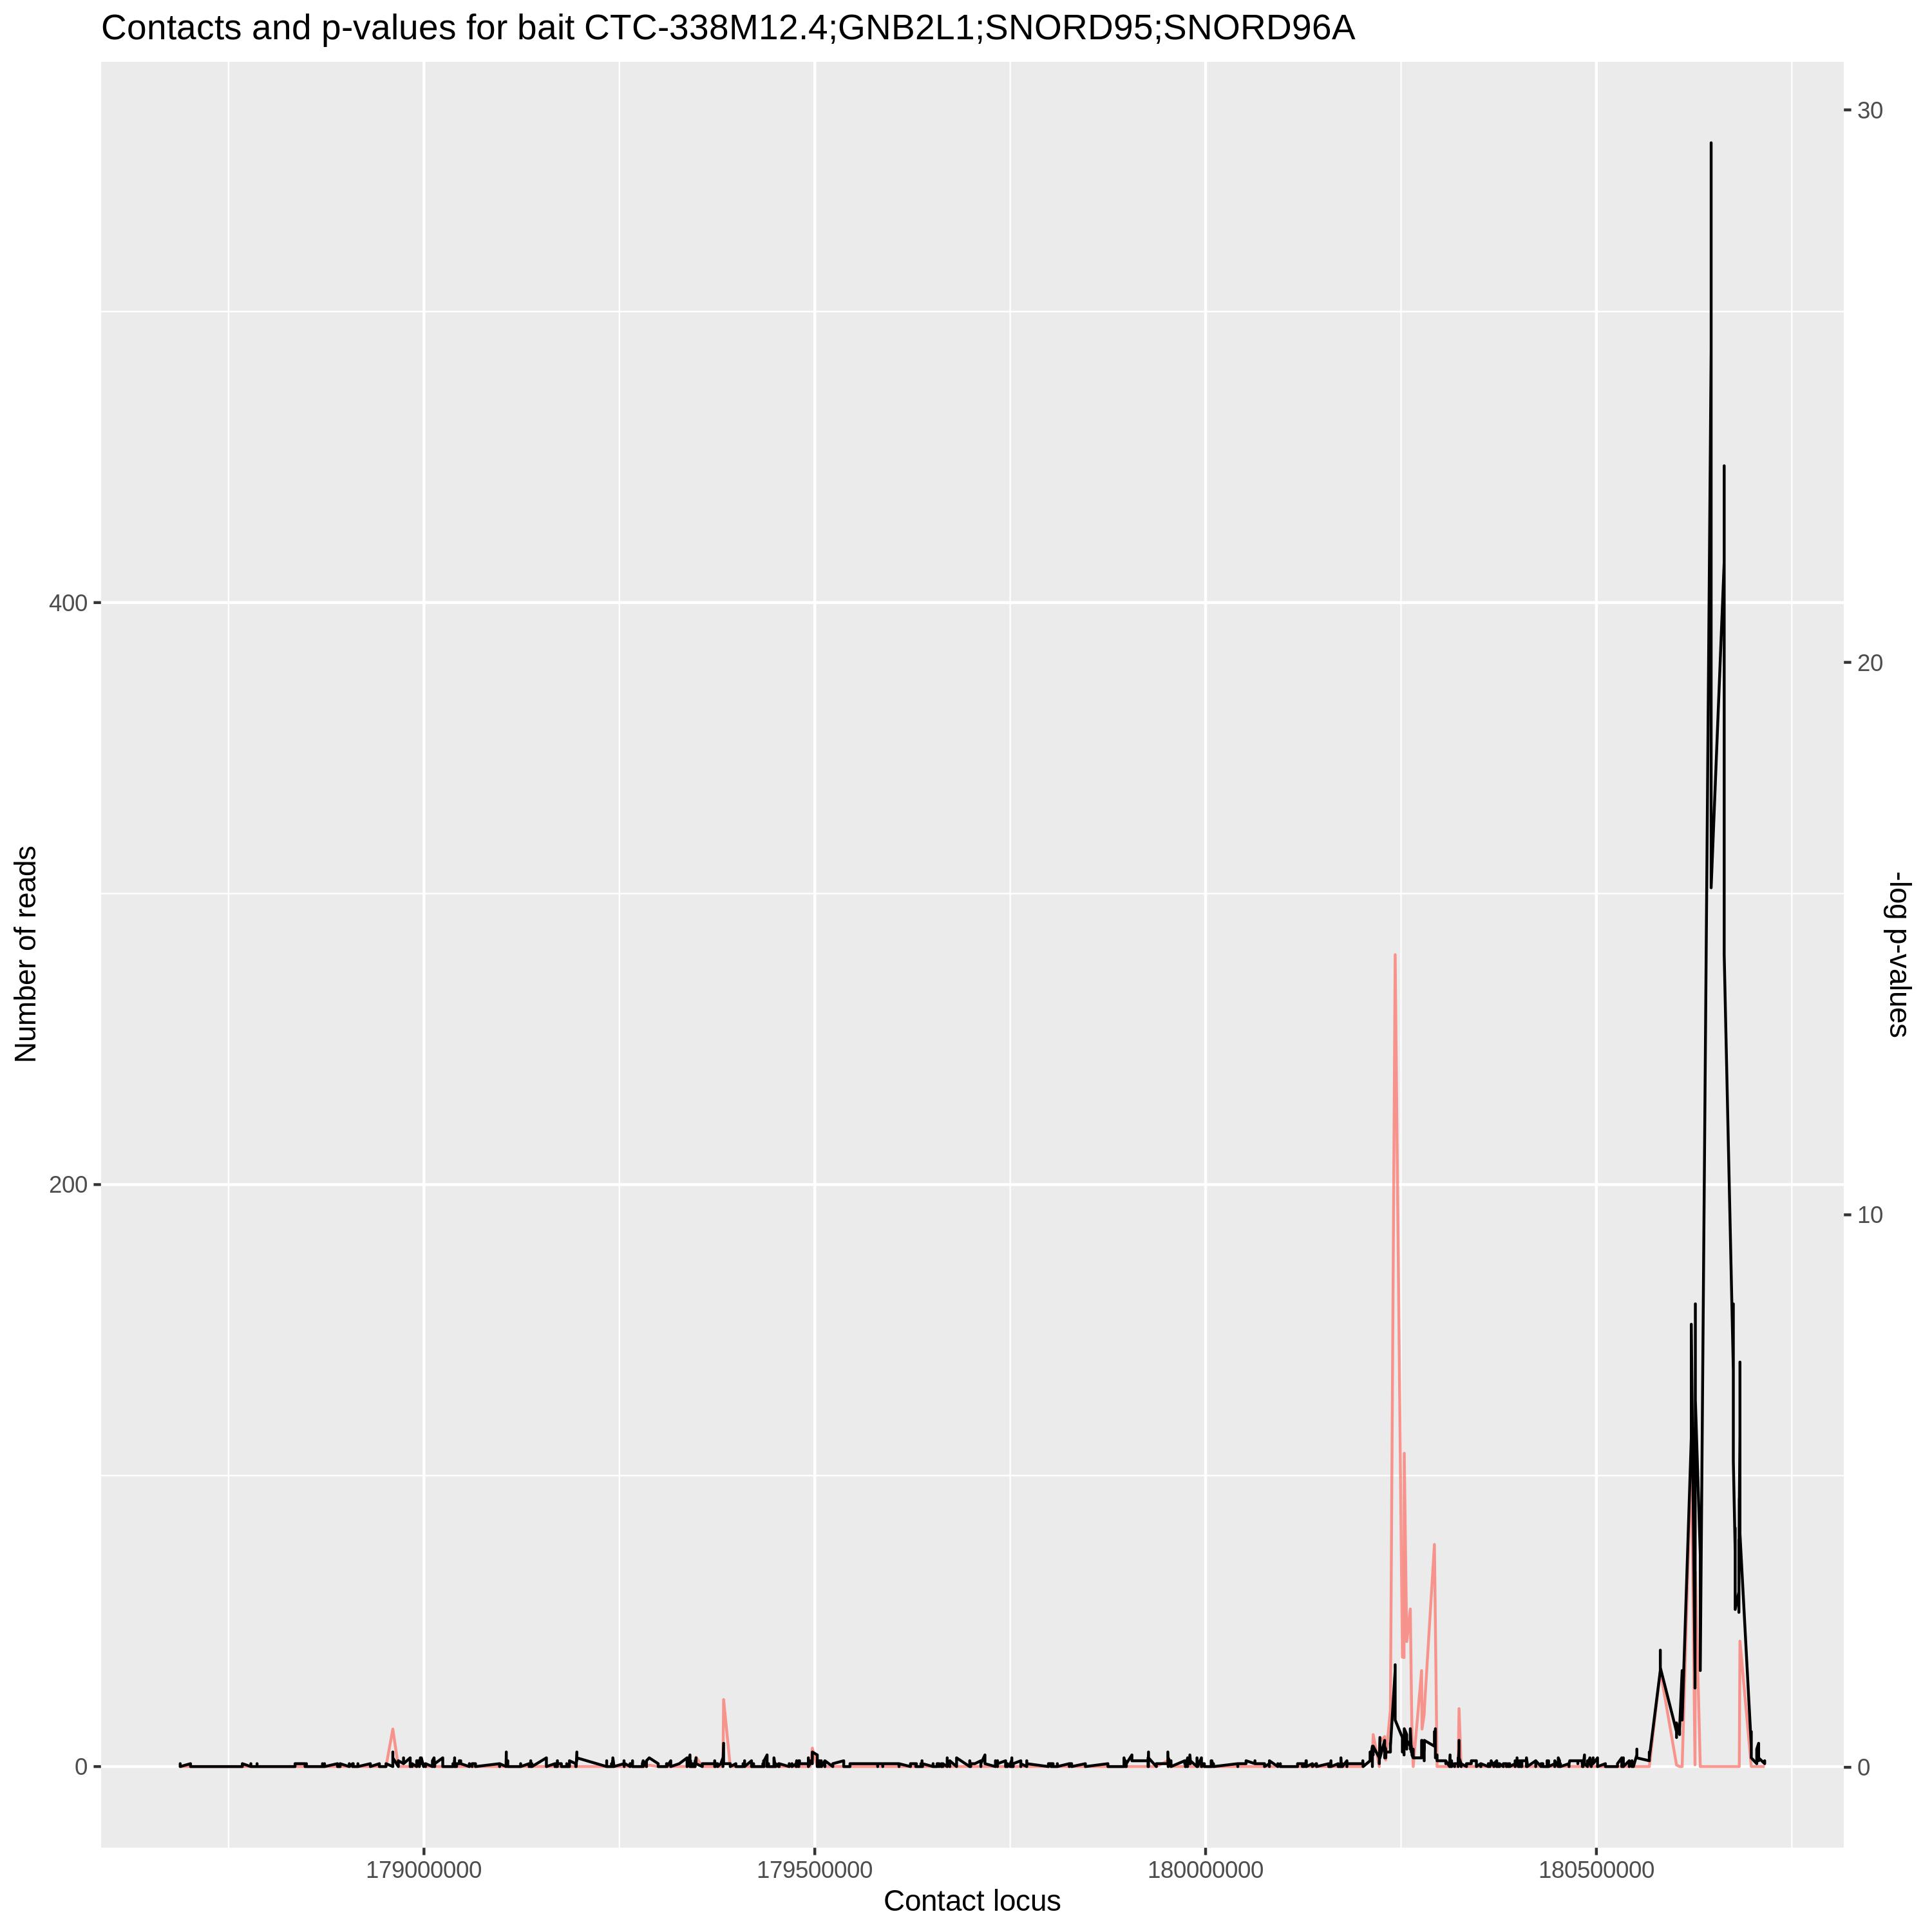 Contacts and p-values for bait CTC-338M12.4;GNB2L1;SNORD95;SNORD96A
Number of reads
400
200
0
30
20
10
0
-log p-values
179000000
179500000
180000000
180500000
Contact locus